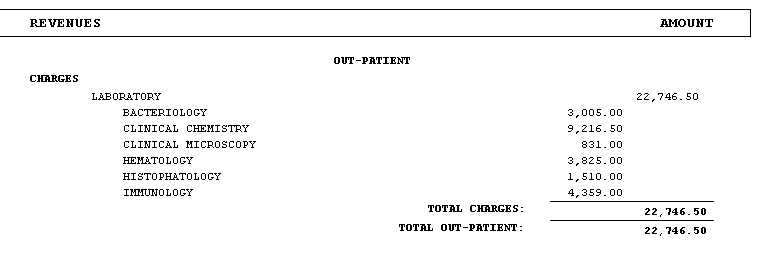 REVENUES AMOUNT
OUT-PATIENT
CHARGES
LABORATORY 22,746.50
BACTERIOLOGY 3,005.00
CLINICAL CHEMISTRY 9,216.50
CLINICAL MICROSCOPY 831.00
HEMATOLOGY 3,825.00
HISTOPHATOLOGY 1,510.00
IMMUNOLOGY 4,359.00
TOTAL CHARGES: 22,746.50
TOTAL OUT-PATIENT: 22,746.50